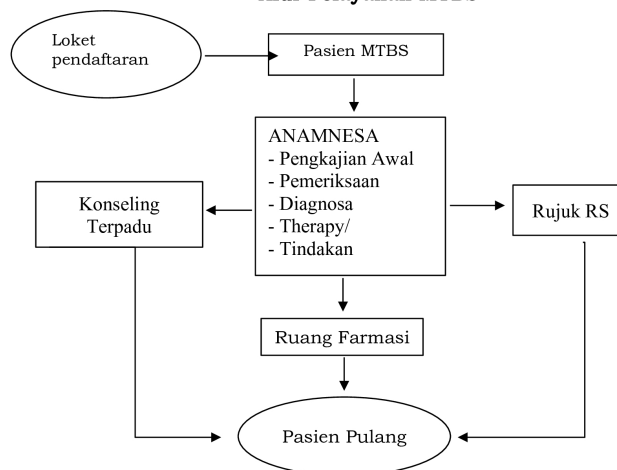 Loket
pendaftaran
Pasien MTBS
ANAMNESA
- Pengkajian Awal
- Pemeriksaan
- Diagnosa
- Therapy/
- Tindakan
Konseling
Terpadu
Rujuk RS
Ruang Farmasi
Pasien Pulang